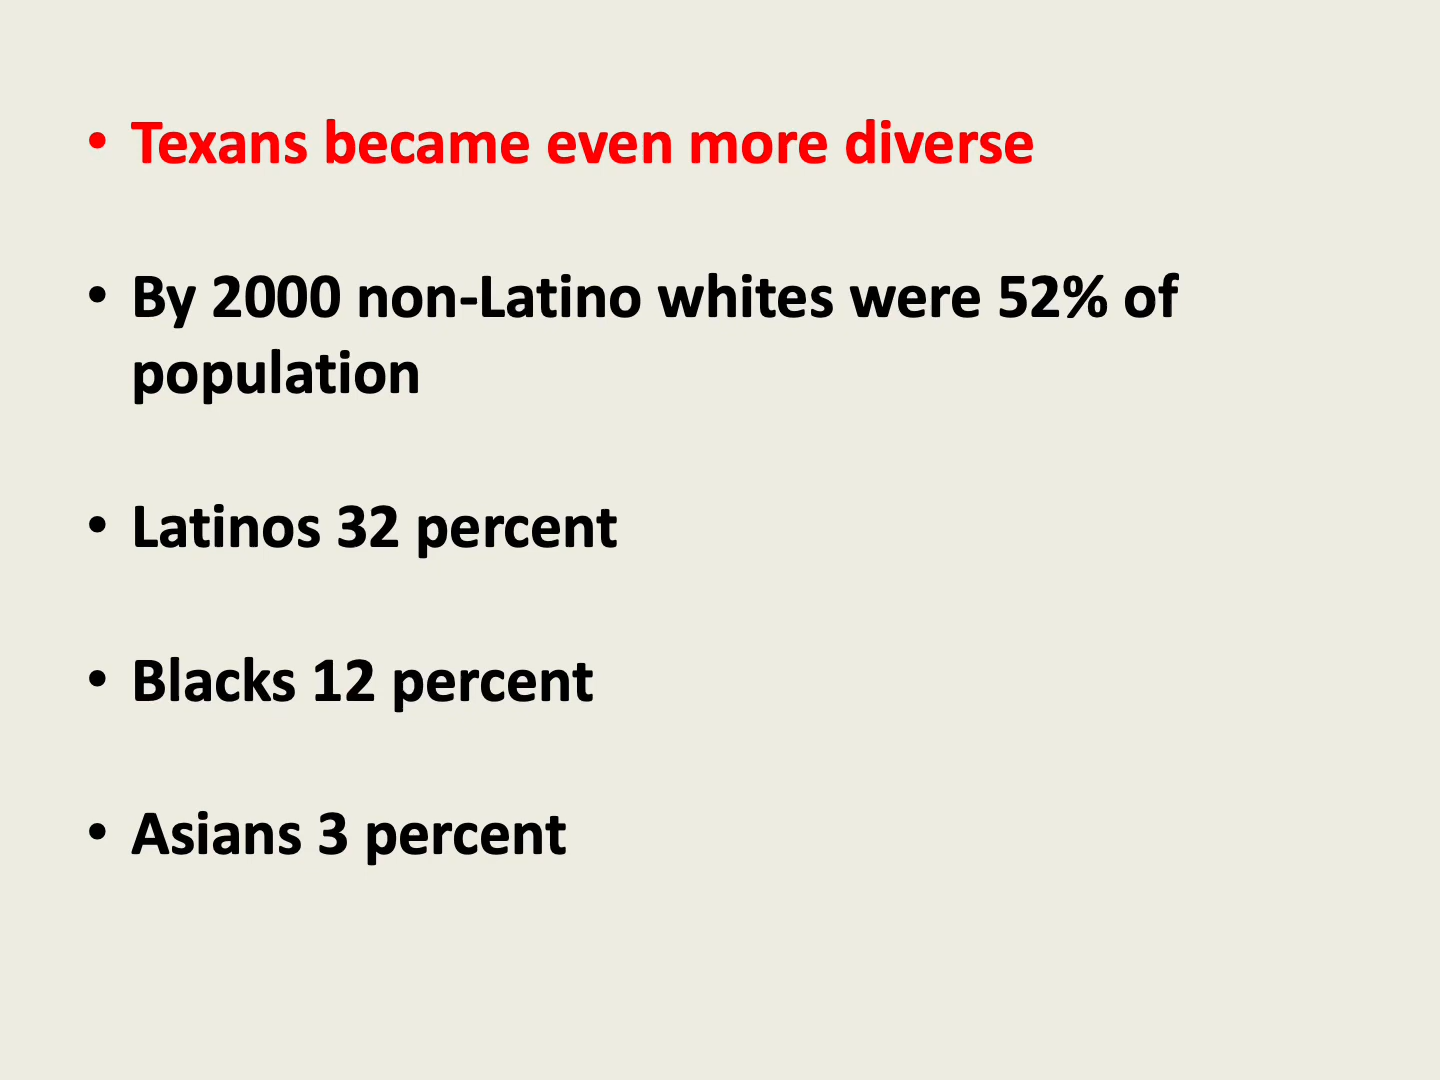 • Texans became even more diverse
• By 2000 non-Latino whites were 52% of
population
• Latinos 32 percent
• Blacks 12 percent
• Asians 3 percent